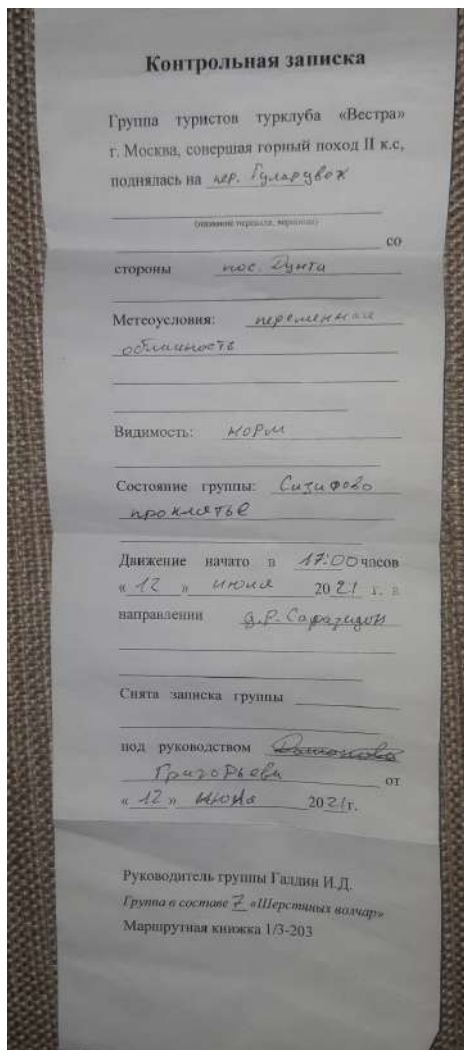 Контрольная записка
Группа туристов турклуба «Вестра»
г. Москва, совершая горный поход II к.с,
поднялась на пер. Гуларцвек
(название перевала, вершины)
со
стороны пос. Дунта
Метеоусловия: переменная
облачность
Видимость: норм
Состояние группы: Сизифово
проклятье
Движение начато в 17:00 часов
« 12 » июня 2021 г. в
направлении д.р. Сардидон
Снята записка группы
под руководством
Григорьева
от
« 12 » июня 2021г.
Руководитель группы Галдин И.Д.
Группа в составе 7 «Шерстяных волчар»
Маршрутная книжка 1/3-203